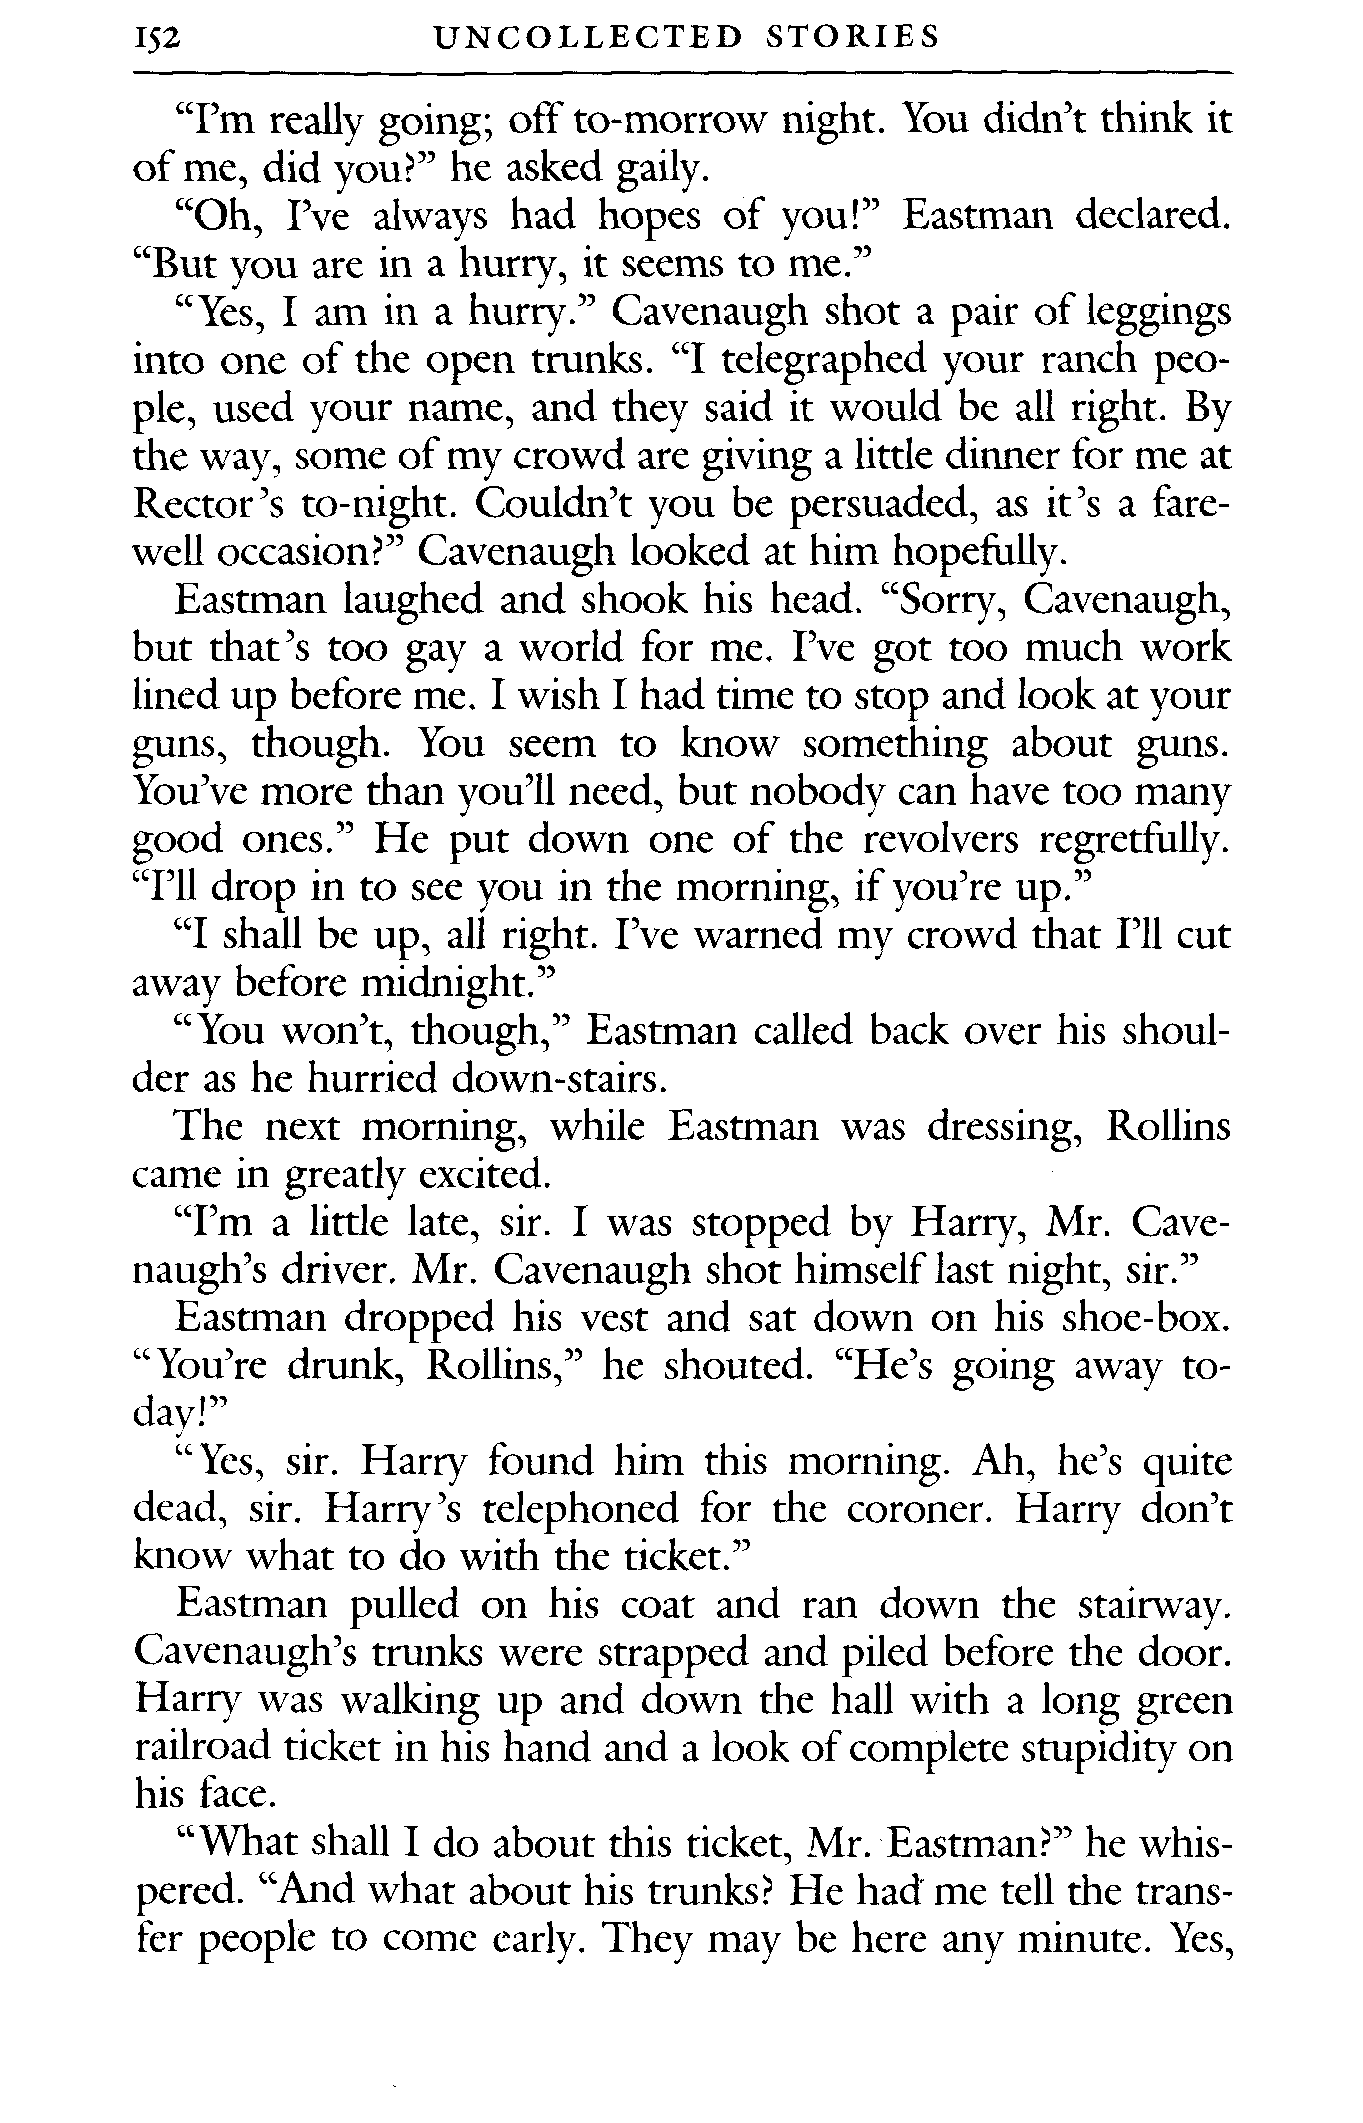 152 UNCOLLECTED STORIES
“I’m really going; off to-morrow night. You didn’t think it
of me, did you?” he asked gaily.
“Oh, I’ve always had hopes of you!” Eastman declared.
“But you are in a hurry, it seems to me.”
“Yes, I am in a hurry.” Cavenaugh shot a pair of leggings
into one of the open trunks. “I telegraphed your ranch peo-
ple, used your name, and they said it would be all right. By
the way, some of my crowd are giving a little dinner for me at
Rector’s to-night. Couldn’t you be persuaded, as it’s a fare-
well occasion?” Cavenaugh looked at him hopefully.
Eastman laughed and shook his head. “Sorry, Cavenaugh,
but that’s too gay a world for me. I’ve got too much work
lined up before me. I wish I had time to stop and look at your
guns, though. You seem to know something about guns.
You’ve more than you’ll need, but nobody can have too many
good ones.” He put down one of the revolvers regretfully.
“I’ll drop in to see you in the morning, if you’re up.”
“I shall be up, all right. I’ve warned my crowd that I’ll cut
away before midnight.”
“You won’t, though,” Eastman called back over his shoul-
der as he hurried down-stairs.
The next morning, while Eastman was dressing, Rollins
came in greatly excited.
“I’m a little late, sir. I was stopped by Harry, Mr. Cave-
naugh’s driver. Mr. Cavenaugh shot himself last night, sir.”
Eastman dropped his vest and sat down on his shoe-box.
“You’re drunk, Rollins,” he shouted. “He’s going away to-
day!”
“Yes, sir. Harry found him this morning. Ah, he’s quite
dead, sir. Harry’s telephoned for the coroner. Harry don’t
know what to do with the ticket.”
Eastman pulled on his coat and ran down the stairway.
Cavenaugh’s trunks were strapped and piled before the door.
Harry was walking up and down the hall with a long green
railroad ticket in his hand and a look of complete stupidity on
his face.
“What shall I do about this ticket, Mr. Eastman?” he whis-
pered. “And what about his trunks? He had me tell the trans-
fer people to come early. They may be here any minute. Yes,